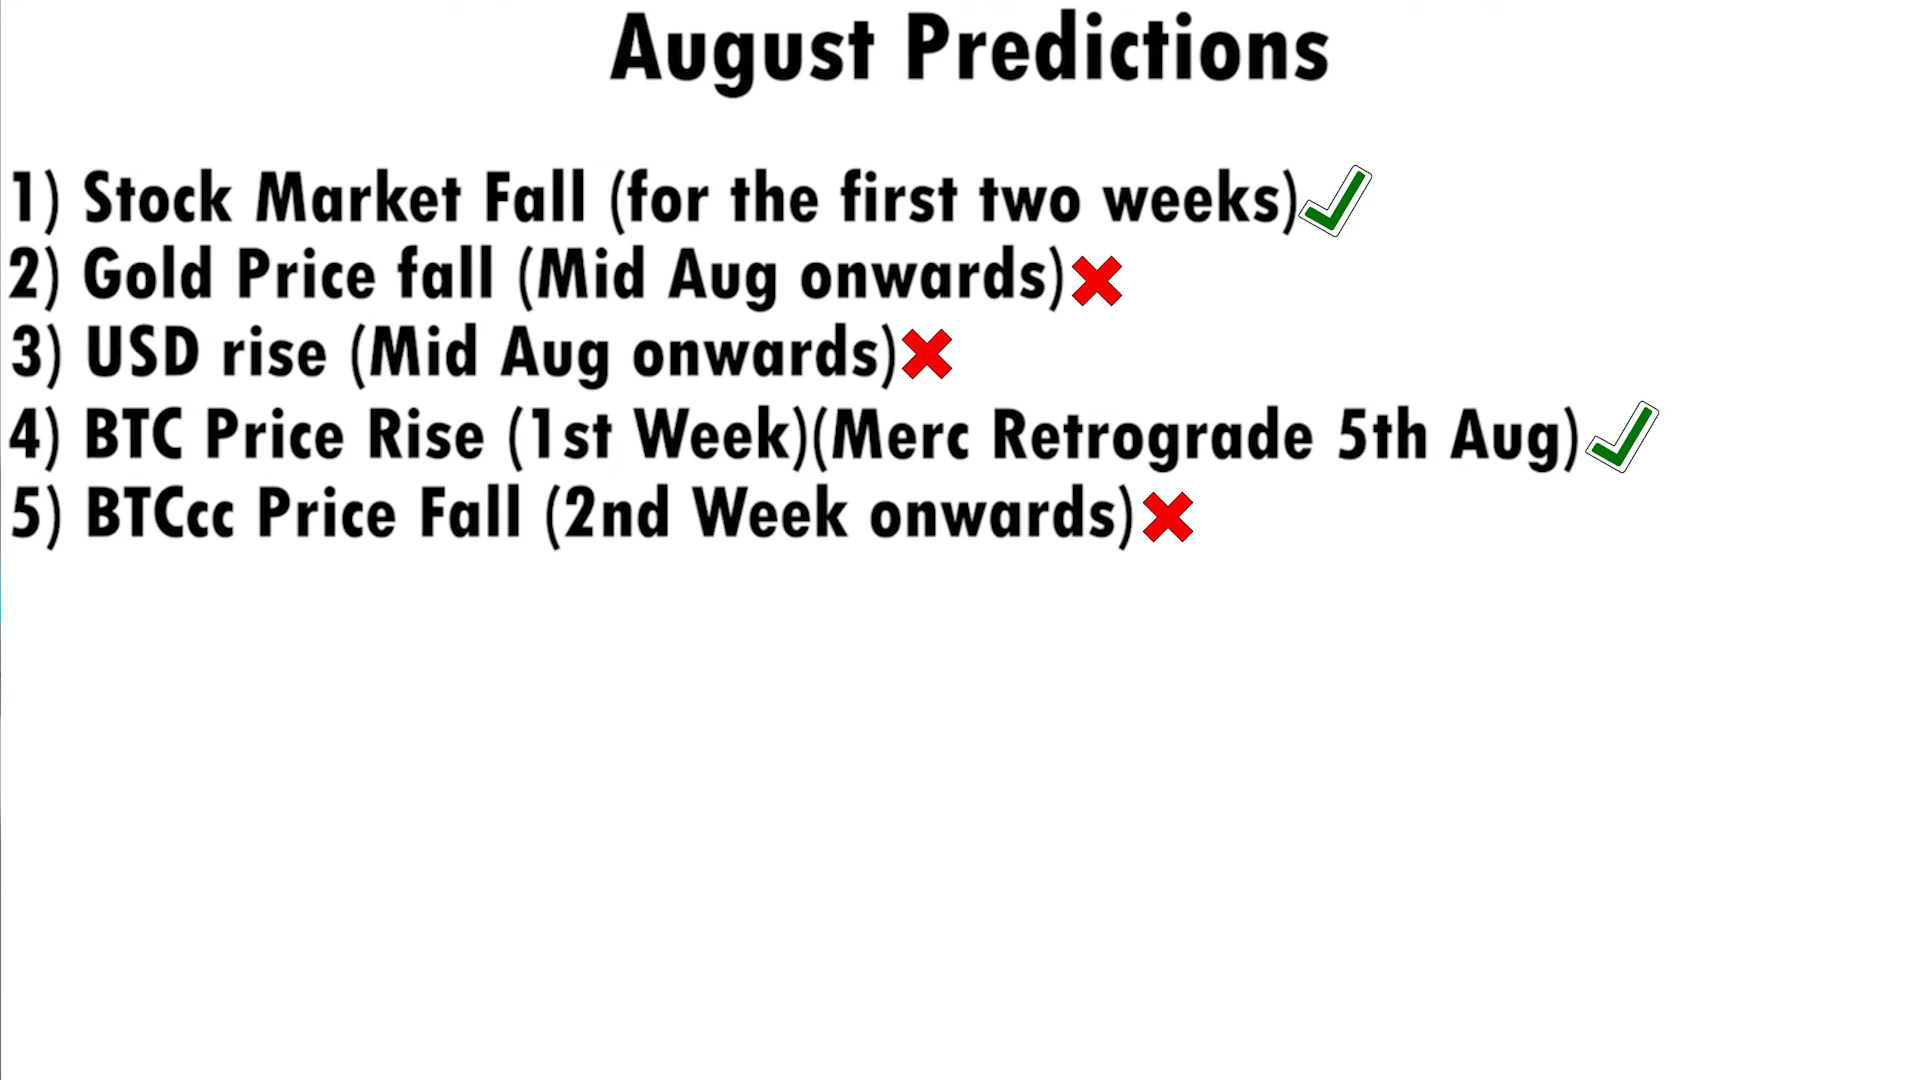 August Predictions
1) Stock Market Fall (for the first two weeks)
2) Gold Price fall (Mid Aug onwards)
3) USD rise (Mid Aug onwards)
4) BTC Price Rise (1st Week)(Merc Retrograde 5th Aug)
5) BTCcc Price Fall (2nd Week onwards)